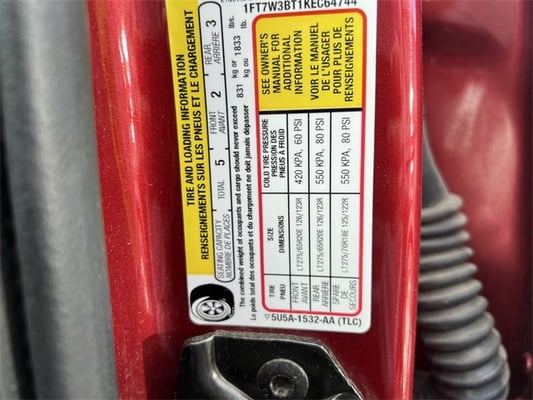 TIRE AND LOADING INFORMATION
RENSEIGNEMENTS SUR LES PNEUS ET LE CHARGEMENT
SEATING CAPACITY TOTAL 5 FRONT 2 REAR 3
NOMBRE DE PLACES AVANT ARRIÈRE
The combined weight of occupants and cargo should never exceed 831 kg or 1833 lbs.
Le poids total des occupants et du chargement ne doit jamais dépasser 831 kg ou 1833 lb.
TIRE SIZE COLD TIRE PRESSURE
PNEU DIMENSIONS PRESSION DES PNEUS À FROID
FRONT AVANT LT275/65R20E 126/123R 420 KPA, 60 PSI
REAR ARRIÈRE LT275/65R20E 126/123R 550 KPA, 80 PSI
SPARE DE SECOURS LT275/70R18E 125/122R 550 KPA, 80 PSI
SEE OWNER'S MANUAL FOR ADDITIONAL INFORMATION
VOIR LE MANUEL DE L'USAGER POUR PLUS DE RENSEIGNEMENTS
5U5A-1532-AA (TLC)
1FT7W3BT1KEC64744